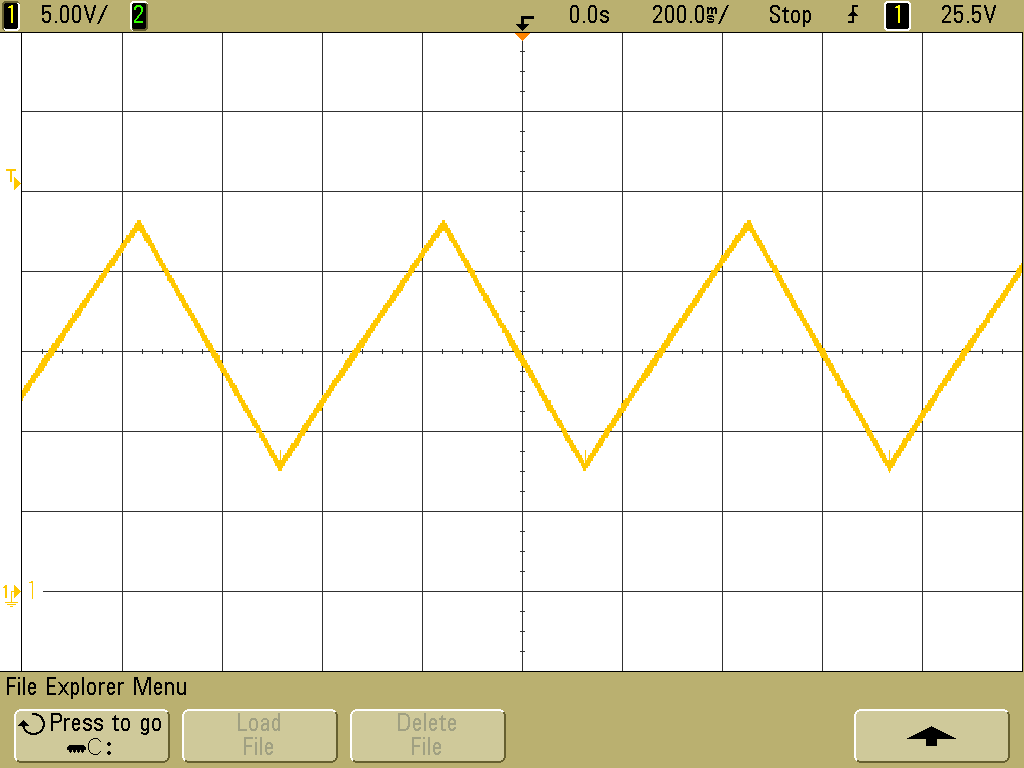 1 5.00V/ 2 0.0s 200.0ms/ Stop 1 25.5V
T
1 1
File Explorer Menu
Press to go Load Delete
C: File File